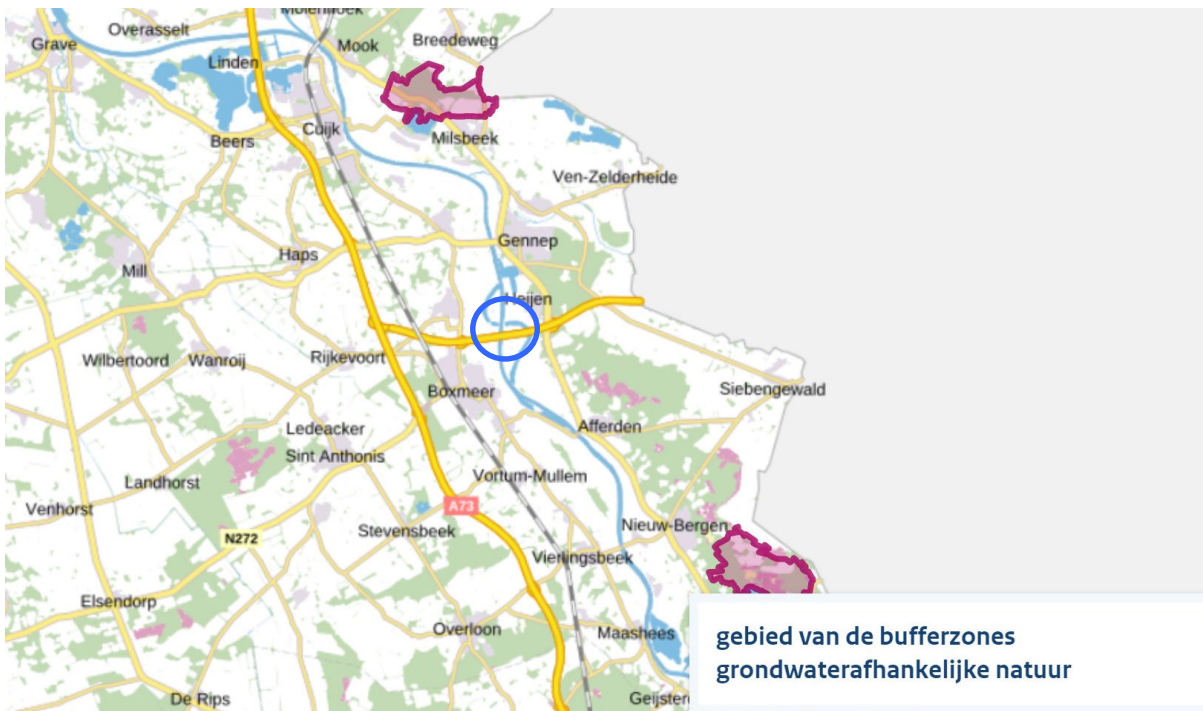 Molenhoek
Overasselt
Grave
Mook
Breedeweg
Linden
Cuijk
Beers
Milsbeek
Ven-Zelderheide
Gennep
Haps
Mill
Heijen
Wilbertoord
Wanroij
Rijkevoort
Boxmeer
Siebengewald
Ledeacker
Afferden
Sint Anthonis
Landhorst
Vortum-Mullem
Venhorst
A73
Stevensbeek
Nieuw-Bergen
N272
Vierlingsbeek
Elsendorp
Overloon
Maashees
De Rips
gebied van de bufferzones
grondwaterafhankelijke natuur